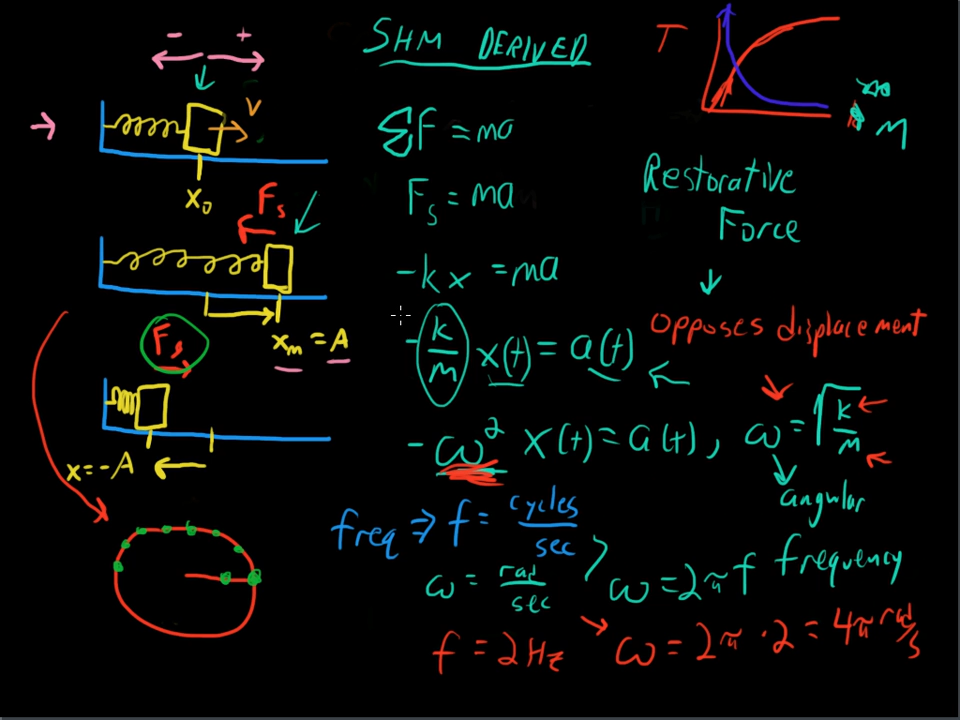 SHM DERIVED
- +
V
x₀
Fₛ
xₘ = A
Fₛ
x = -A
ΣF = ma
Fₛ = ma
-kx = ma
-k/m x(t) = a(t)
-ω² x(t) = a(t), ω = √(k/m)
angular
frequency
freq ⇒ f = cycles/sec
ω = rad/sec > ω = 2πf
f = 2Hz → ω = 2π · 2 = 4π rad/s
T
M
Restorative
Force
opposes displacement